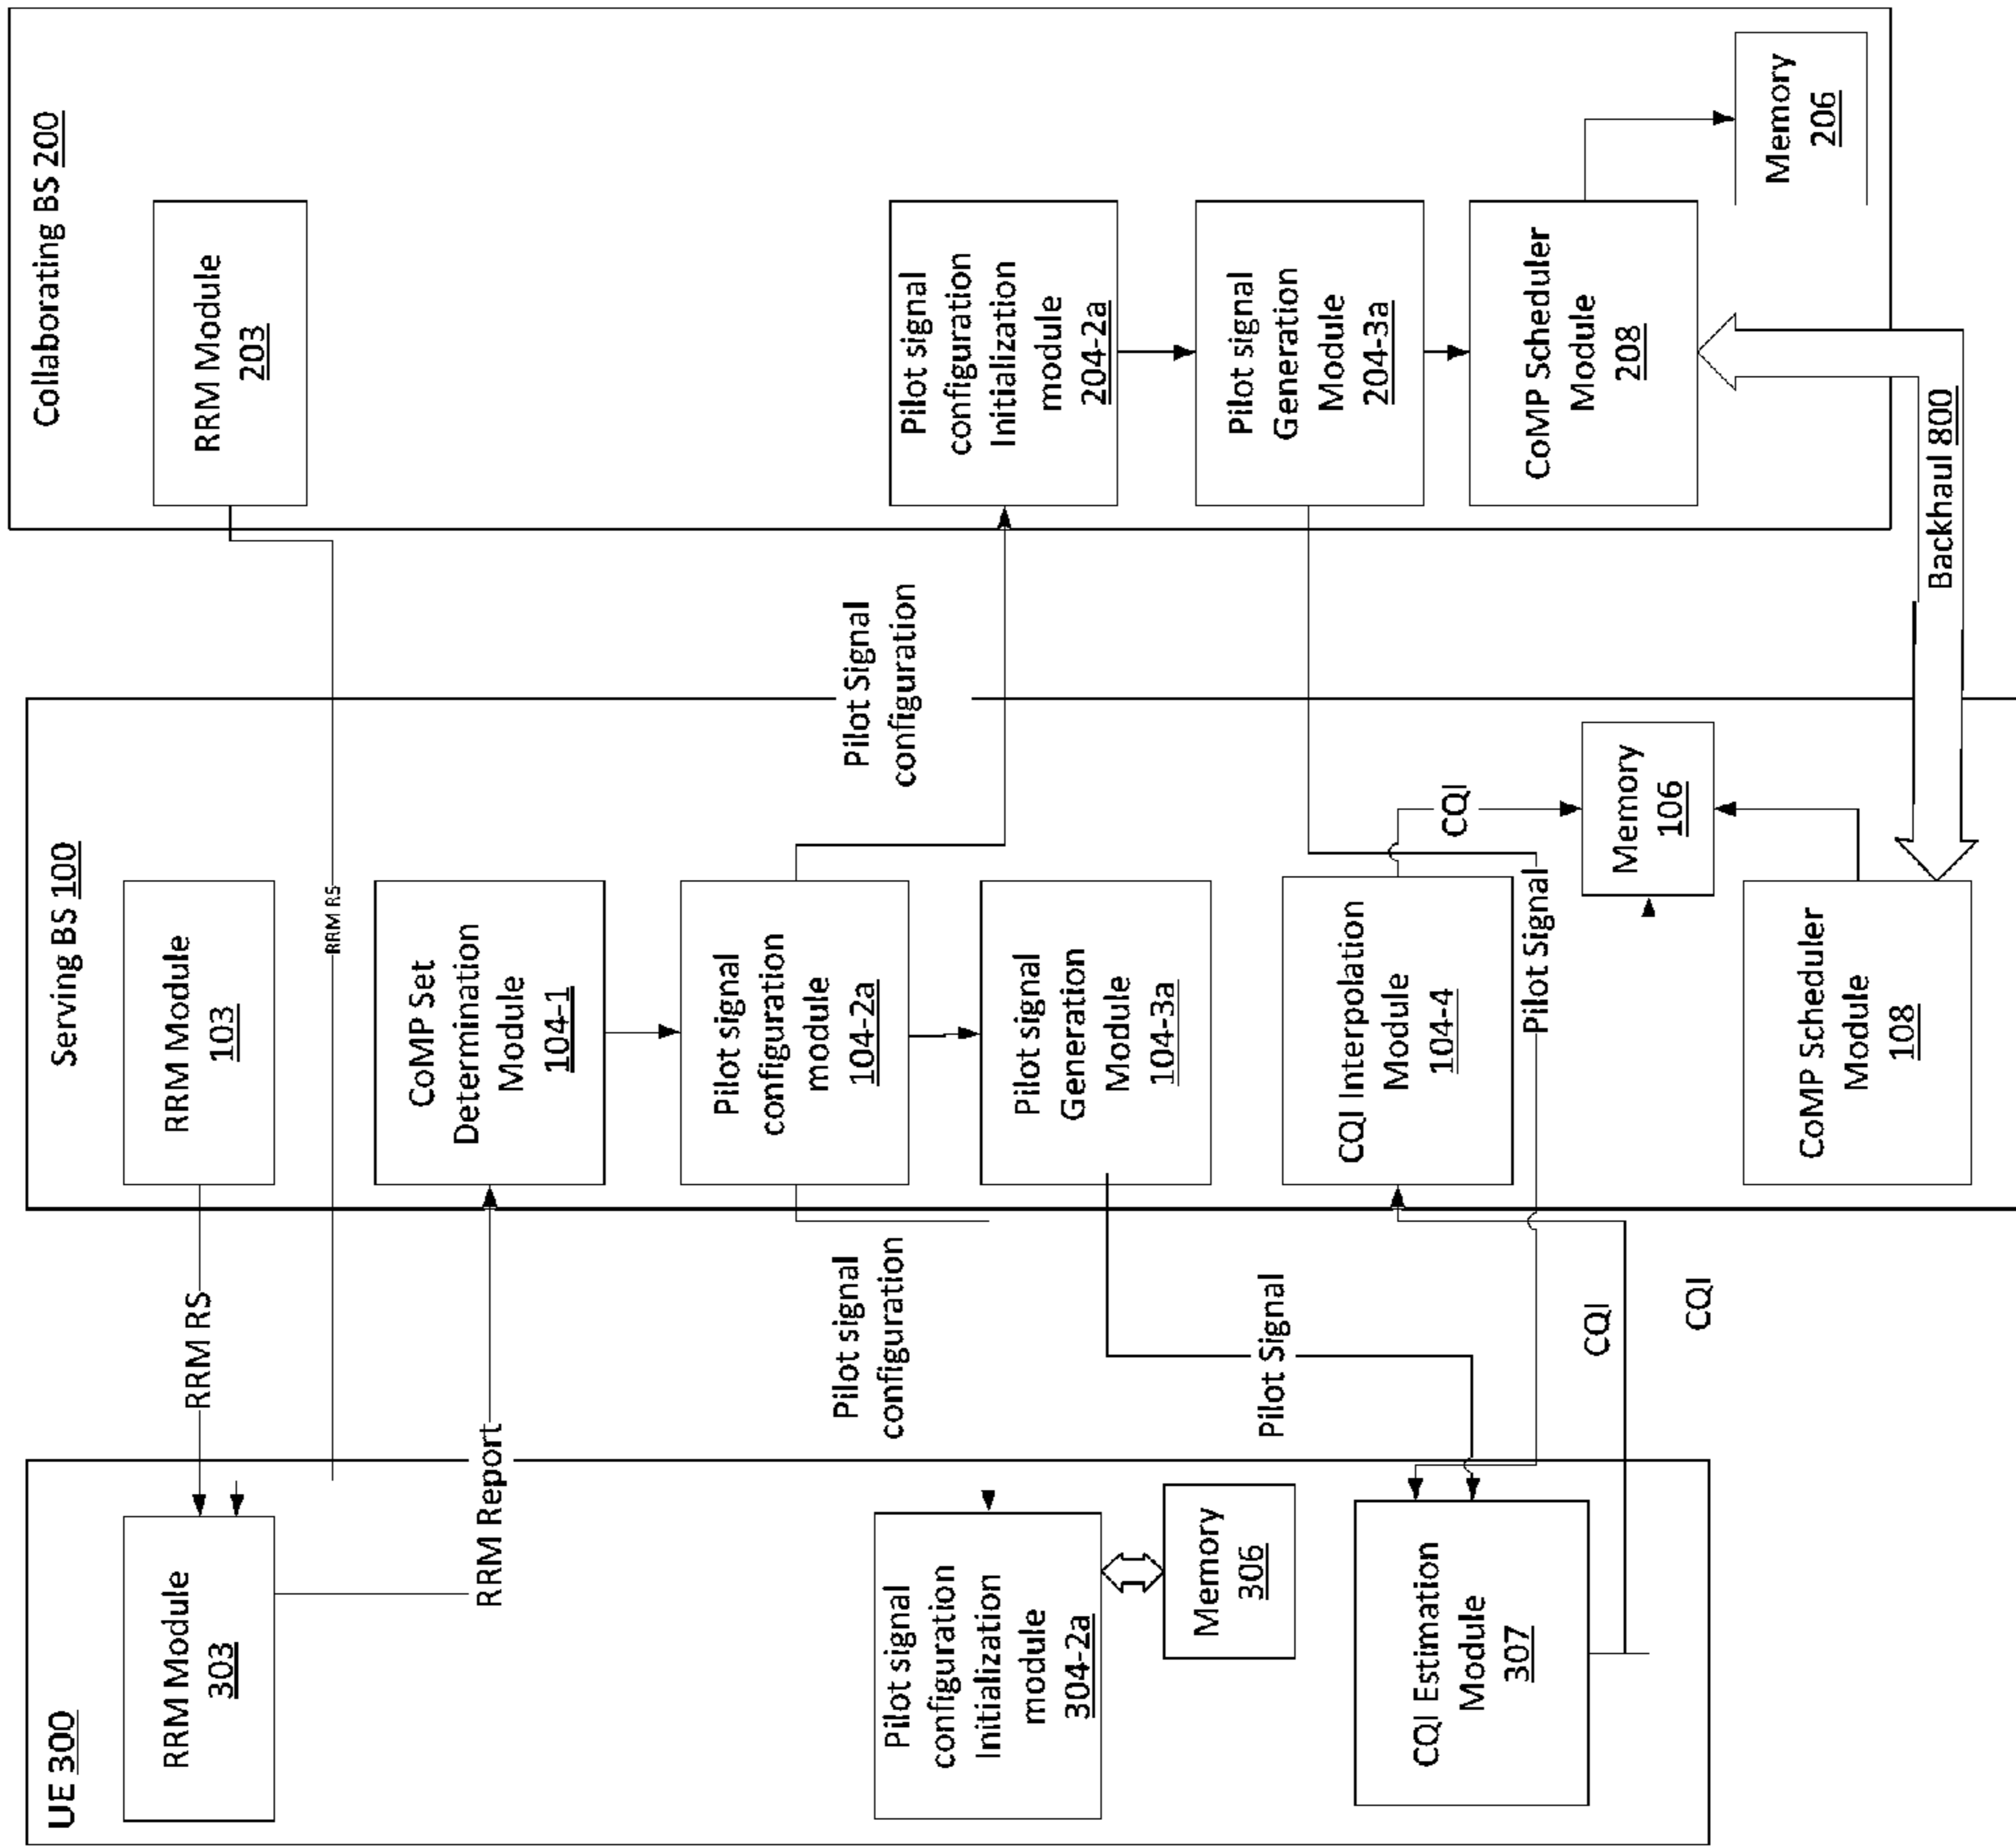 UE 300
RRM Module
303
Pilot signal
configuration
Initialization
module
304-2a
Memory
306
CQI Estimation
Module
307
RRM RS
RRM Report
Pilot signal
configuration
Pilot Signal
CQI
CQI
Serving BS 100
RRM Module
103
RRM RS
CoMP Set
Determination
Module
104-1
Pilot signal
configuration
module
104-2a
Pilot signal
Generation
Module
104-3a
CQI Interpolation
Module
104-4
Pilot Signal
CQI
Memory
106
CoMP Scheduler
Module
108
Pilot Signal
configuration
Collaborating BS 200
RRM Module
203
Pilot signal
configuration
Initialization
module
204-2a
Pilot signal
Generation
Module
204-3a
CoMP Scheduler
Module
208
Memory
206
Backhaul 800